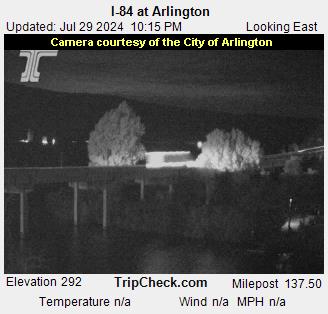 I-84 at Arlington
Updated: Jul 29 2024 10:15 PM Looking East
Camera courtesy of the City of Arlington
Elevation 292 TripCheck.com Milepost 137.50
Temperature n/a Wind n/a MPH n/a